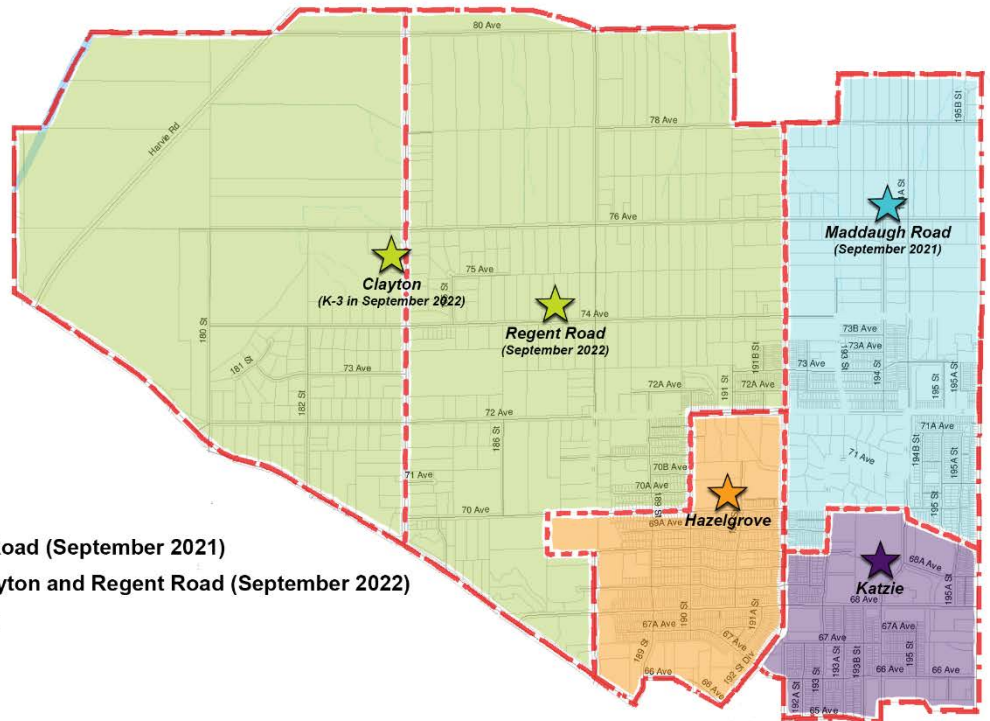 80 Ave
Harvie Rd
195B St
78 Ave
76 Ave
Maddaugh Road
(September 2021)
Clayton
(K-3 in September 2022)
75 Ave
Regent Road
(September 2022)
74 Ave
180 St
181 St
73 Ave
182 St
191B St
191 St
72A Ave
72A Ave
72 Ave
186 St
73B Ave
73A Ave
73 Ave
193 St
194 St
195 St
195A St
71A Ave
71 Ave
194B St
195A St
195 St
71 Ave
70B Ave
70A Ave
70 Ave
69A Ave
Hazelgrove
oad (September 2021)
yton and Regent Road (September 2022)
Katzie
68A Ave
195A St
68 Ave
67A Ave
67 Ave
195 St
193A St
193B St
66 Ave
66 Ave
192A St
193 St
65 Ave
67A Ave
190 St
191A St
67 Ave
189 St
192 St Div
66 Ave
66 Ave